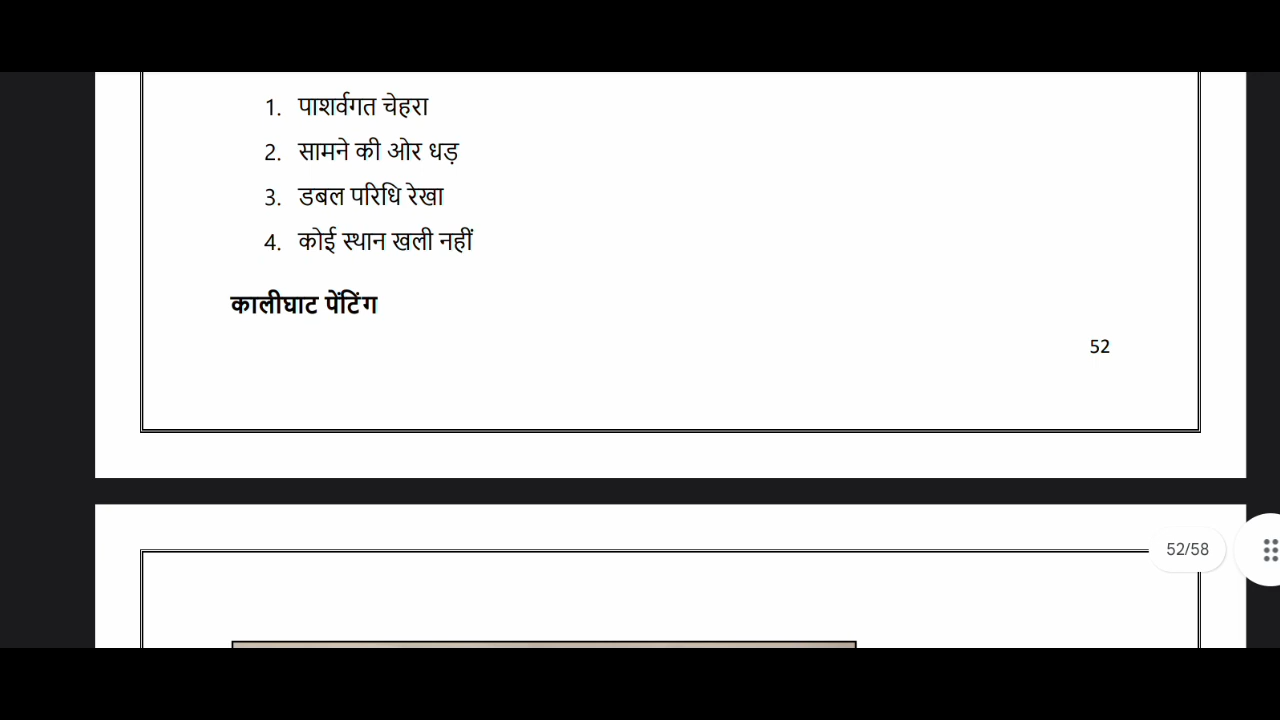 1. पाशर्वगत चेहरा
2. सामने की ओर धड़
3. डबल परिधि रेखा
4. कोई स्थान खली नहीं
कालीघाट पेंटिंग
52
52/58